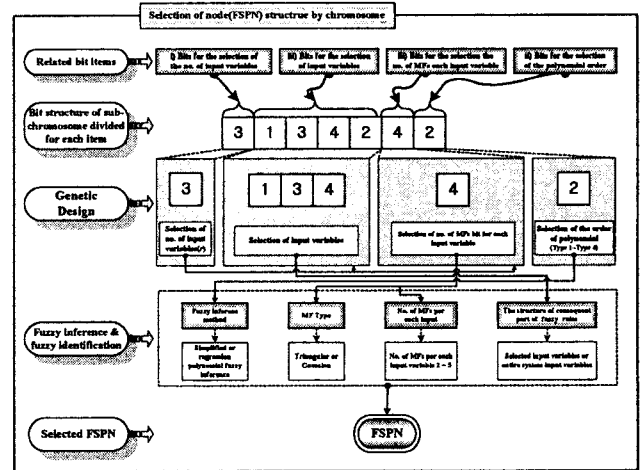 Selection of node(FSPN) structrue by chromosome
Related bit items
i) Bits for the selection of
the no. of input variables
iii) Bits for the selection
of input variables
iii) Bits for the selection the
no. of MFs each input variable
ii) Bits for the selection
of the polynomial order
Bit structure of sub-
chromosome divided
for each item
3 1 3 4 2 4 2
Genetic
Design
3
1 3 4
4
2
Selection of
no. of input
variables(r)
Selection of input variables
Selection of no. of MFs bit for each
input variable
Selection of the order
of polynomial
(Type 1~Type 4)
Fuzzy inference &
fuzzy identification
Fuzzy inference
method
MF Type
No. of MFs per
each input
The structure of consequent
part of fuzzy rules
Simplified or
regression
polynomial fuzzy
inference
Triangular or
Gaussian
No. of MFs per each
input variable 2 ~ 5
Selected input variables or
entire system input variables
Selected FSPN
FSPN